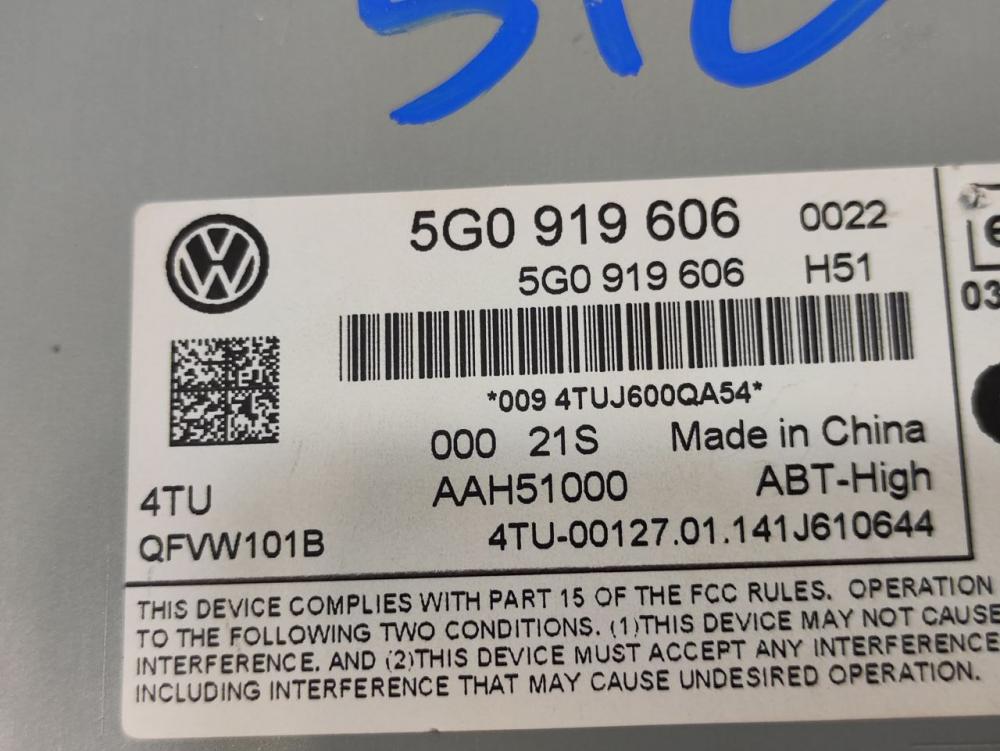 5G0 919 606 0022
5G0 919 606 H51
03
*009 4TUJ600QA54*
000 21S Made in China
4TU AAH51000 ABT-High
QFVW101B 4TU-00127.01.141J610644
THIS DEVICE COMPLIES WITH PART 15 OF THE FCC RULES. OPERATION
TO THE FOLLOWING TWO CONDITIONS. (1)THIS DEVICE MAY NOT CAUSE
INTERFERENCE. AND (2)THIS DEVICE MUST ACCEPT ANY INTERFERENCE
INCLUDING INTERFERENCE THAT MAY CAUSE UNDESIRED OPERATION.